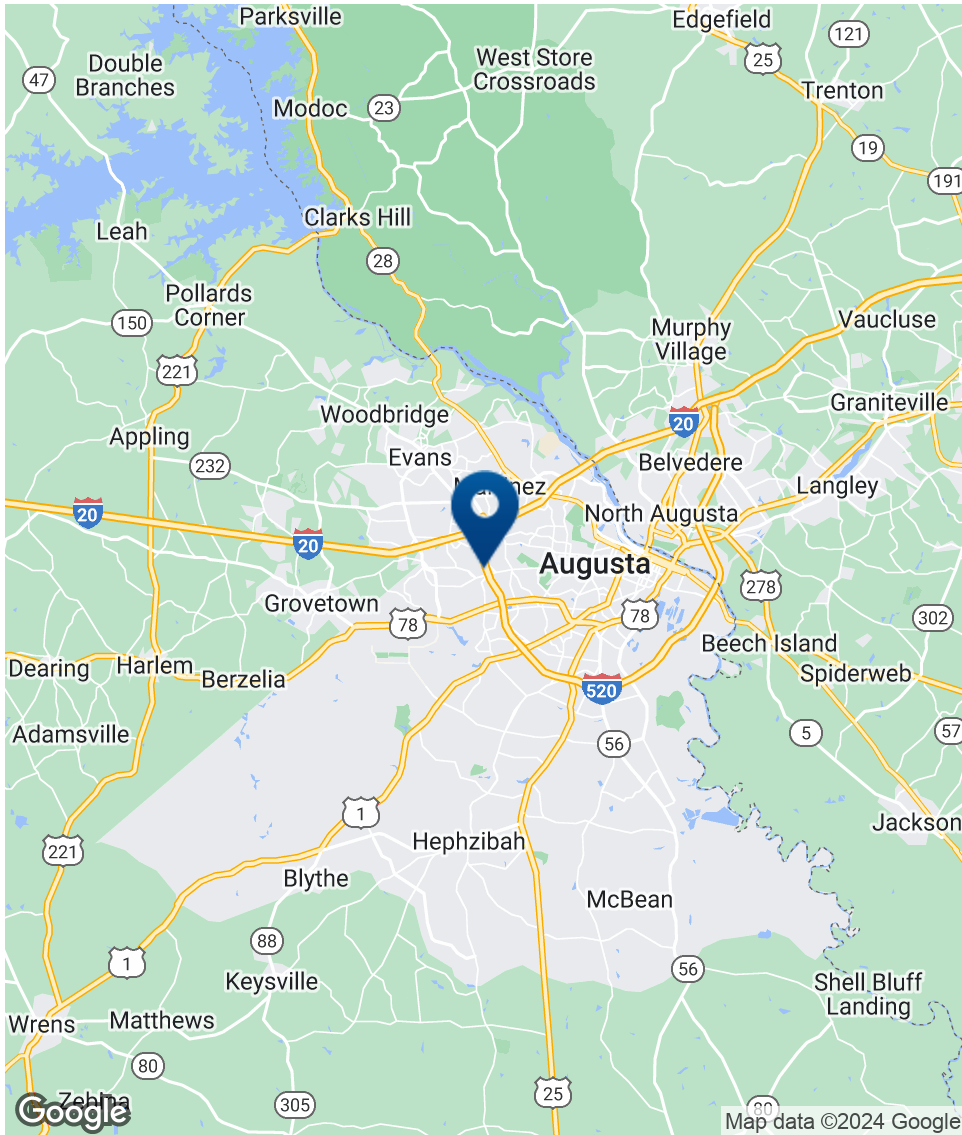 Parksville
Edgefield
121
Double
Branches
47
West Store
Crossroads
25
Trenton
Modoc
23
19
191
Clarks Hill
Leah
28
Pollards
Corner
150
Murphy
Village
Vaucluse
221
Woodbridge
Graniteville
20
Appling
Evans
232
Belvedere
Langley
20
North Augusta
20
Augusta
278
Grovetown
78
78
302
Beech Island
Dearing
Harlem
Berzelia
Spiderweb
520
Adamsville
56
5
57
1
Jackson
221
Hephzibah
Blythe
McBean
88
1
56
Keysville
Shell Bluff
Landing
Wrens
Matthews
80
25
305
80
Google
Map data ©2024 Google